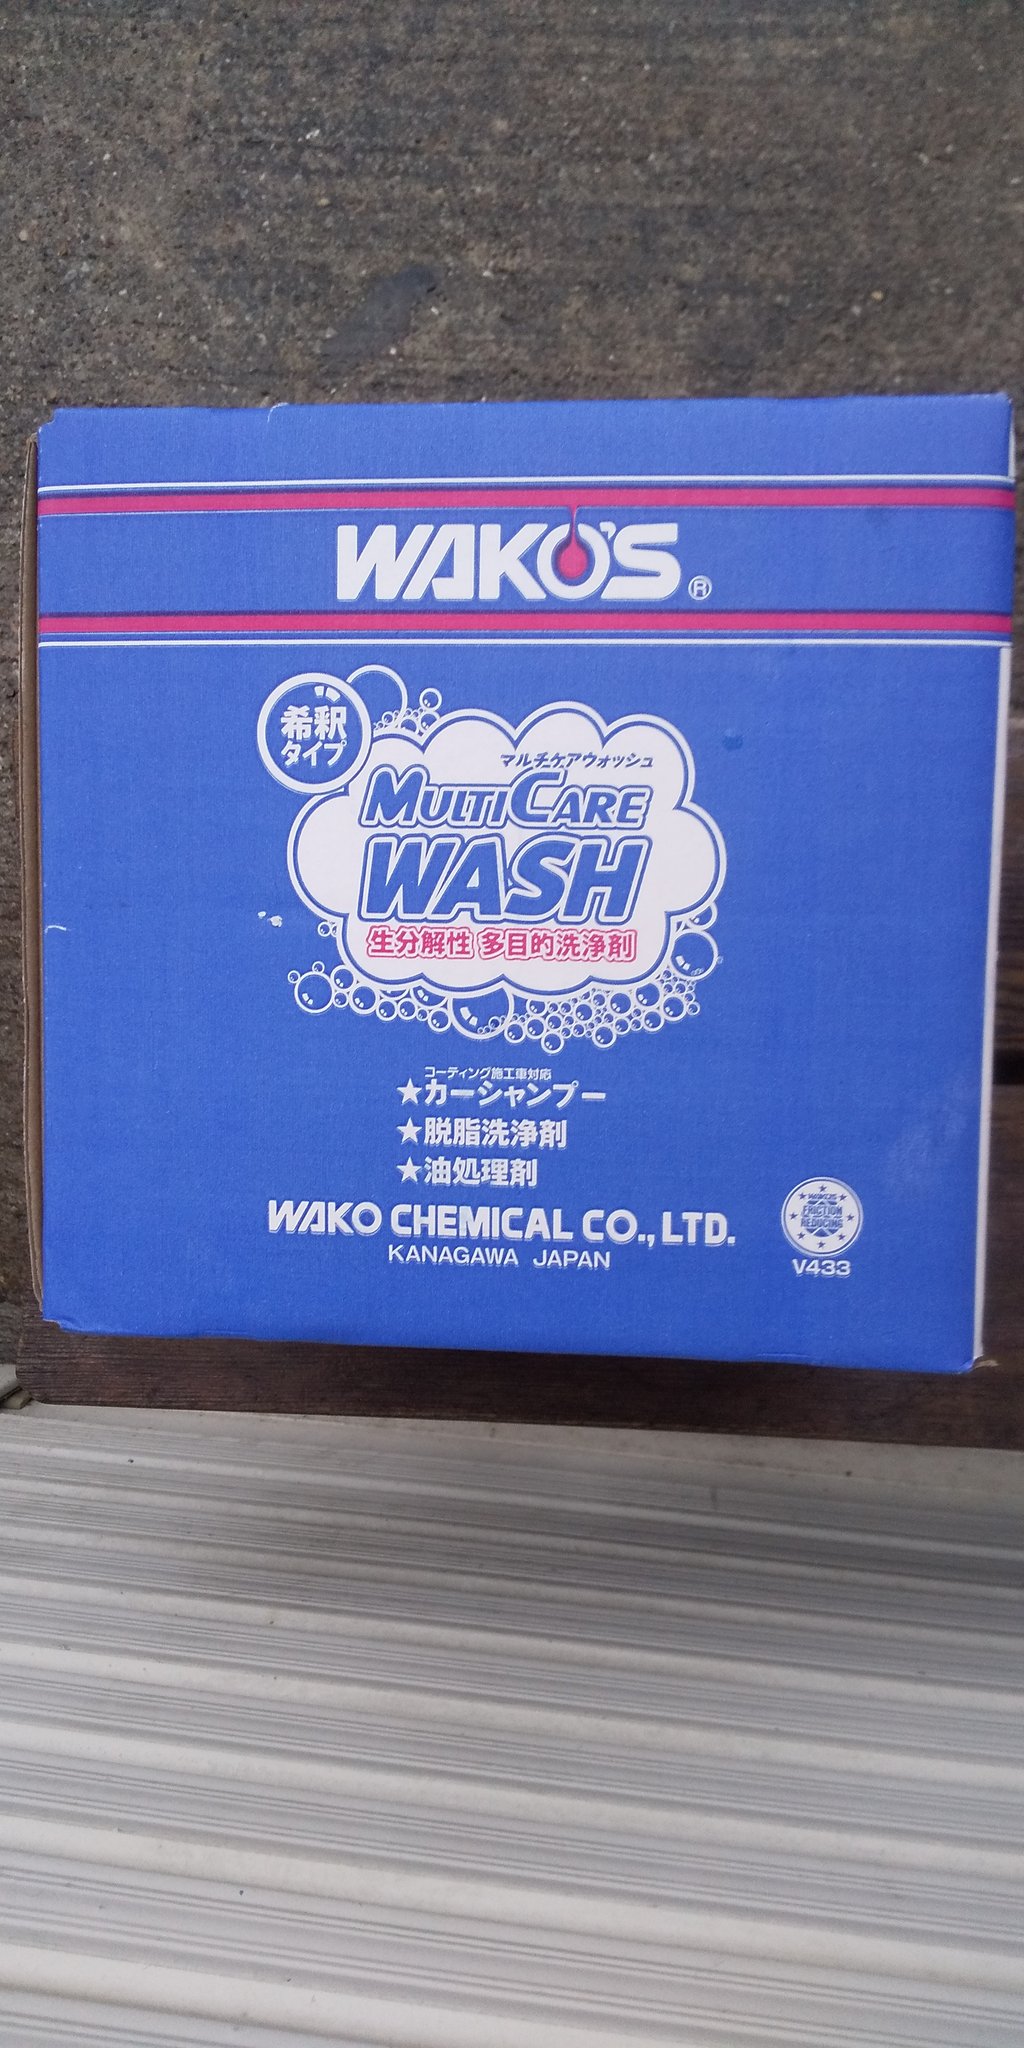 WAKO'S®
希釈
タイプ
マルチケアウォッシュ
MULTI CARE
WASH
生分解性 多目的洗浄剤
コーティング施工車対応
★カーシャンプー
★脱脂洗浄剤
★油処理剤
WAKO CHEMICAL CO., LTD.
KANAGAWA JAPAN
FRICTION
REDUCING
V433